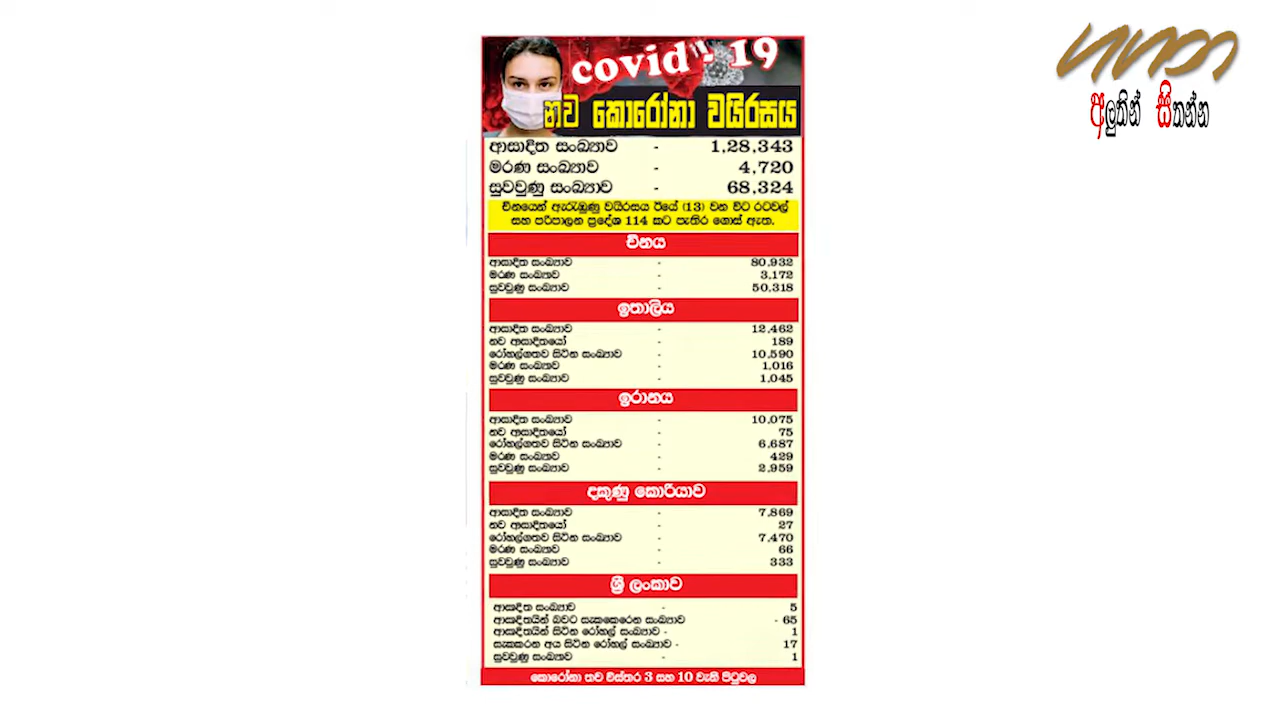 හහතා
අලුතින් සිතන්න
covid - 19
නව කොරෝනා වයිරසය
ආසාදිත සංඛ්‍යාව - 1,28,343
මරණ සංඛ්‍යාව - 4,720
සුවවුණු සංඛ්‍යාව - 68,324
චීනයෙන් ඇරැඹුණු වයිරසය ඊයේ (13) වන විට රටවල්
සහ පරිපාලන ප්‍රදේශ 114 කට පැතිර ගොස් ඇත.
චීනය
ආසාදිත සංඛ්‍යාව - 80,932
මරණ සංඛ්‍යාව - 3,172
සුවවුණු සංඛ්‍යාව - 50,318
ඉතාලිය
ආසාදිත සංඛ්‍යාව - 12,462
නව ආසාදිතයෝ - 189
රෝහල්ගතව සිටින සංඛ්‍යාව - 10,590
මරණ සංඛ්‍යාව - 1,016
සුවවුණු සංඛ්‍යාව - 1,045
ඉරානය
ආසාදිත සංඛ්‍යාව - 10,075
නව ආසාදිතයෝ - 75
රෝහල්ගතව සිටින සංඛ්‍යාව - 6,687
මරණ සංඛ්‍යාව - 429
සුවවුණු සංඛ්‍යාව - 2,959
දකුණු කොරියාව
ආසාදිත සංඛ්‍යාව - 7,869
නව ආසාදිතයෝ - 27
රෝහල්ගතව සිටින සංඛ්‍යාව - 7,470
මරණ සංඛ්‍යාව - 66
සුවවුණු සංඛ්‍යාව - 333
ශ්‍රී ලංකාව
ආසාදිත සංඛ්‍යාව - 5
ආසාදිතයින් බවට සැකකෙරෙන සංඛ්‍යාව - 65
ආසාදිතයින් සිටින රෝහල් සංඛ්‍යාව - 1
සැකකරන අය සිටින රෝහල් සංඛ්‍යාව - 17
සුවවුණු සංඛ්‍යාව - 1
කොරෝනා තව විස්තර 3 සහ 10 වැනි පිටුවල